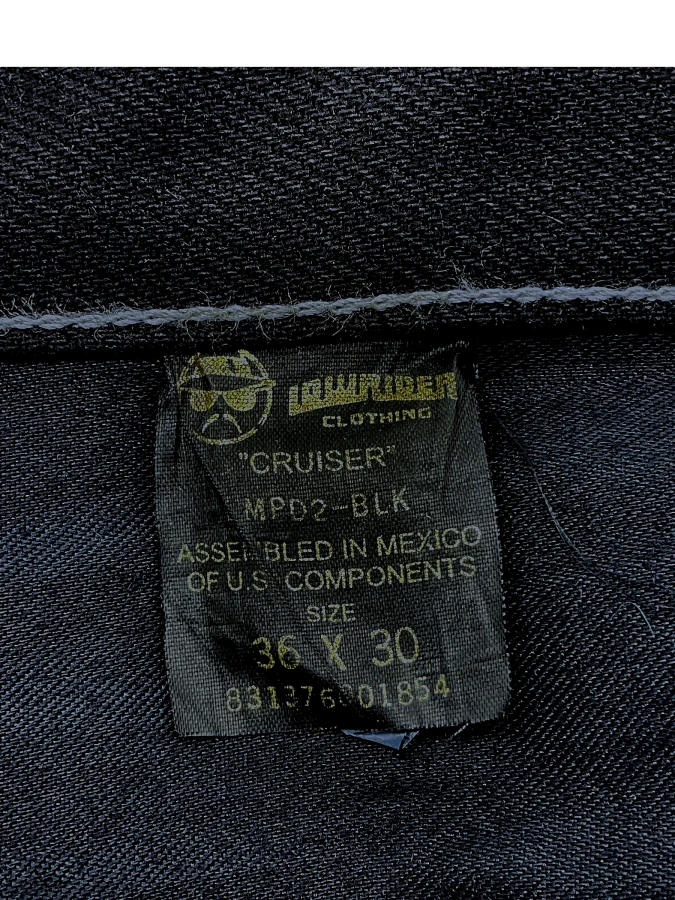 LOWRIDER
CLOTHING
"CRUISER"
MPD2-BLK
ASSEMBLED IN MEXICO
OF U.S. COMPONENTS
SIZE
36 X 30